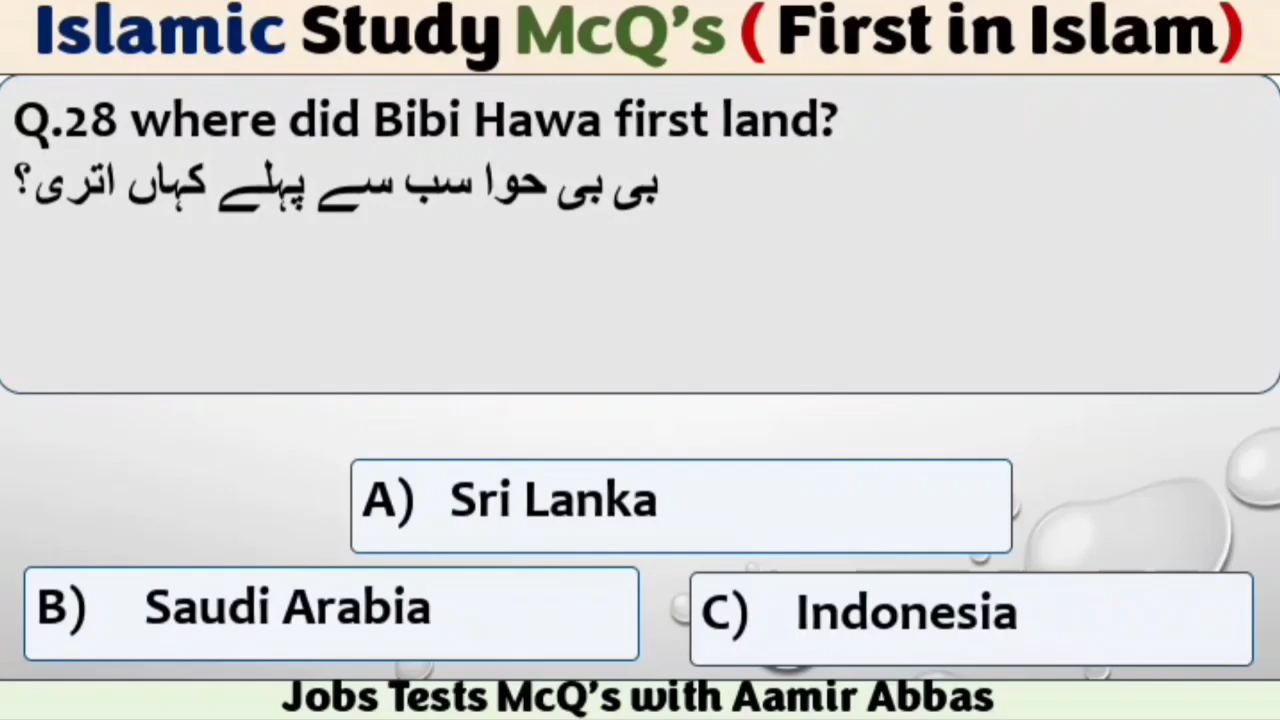 Islamic Study McQ's ( First in Islam)
Q.28 where did Bibi Hawa first land?
بی بی حوا سب سے پہلے کہاں اتری؟
A) Sri Lanka
B) Saudi Arabia
C) Indonesia
Jobs Tests McQ's with Aamir Abbas